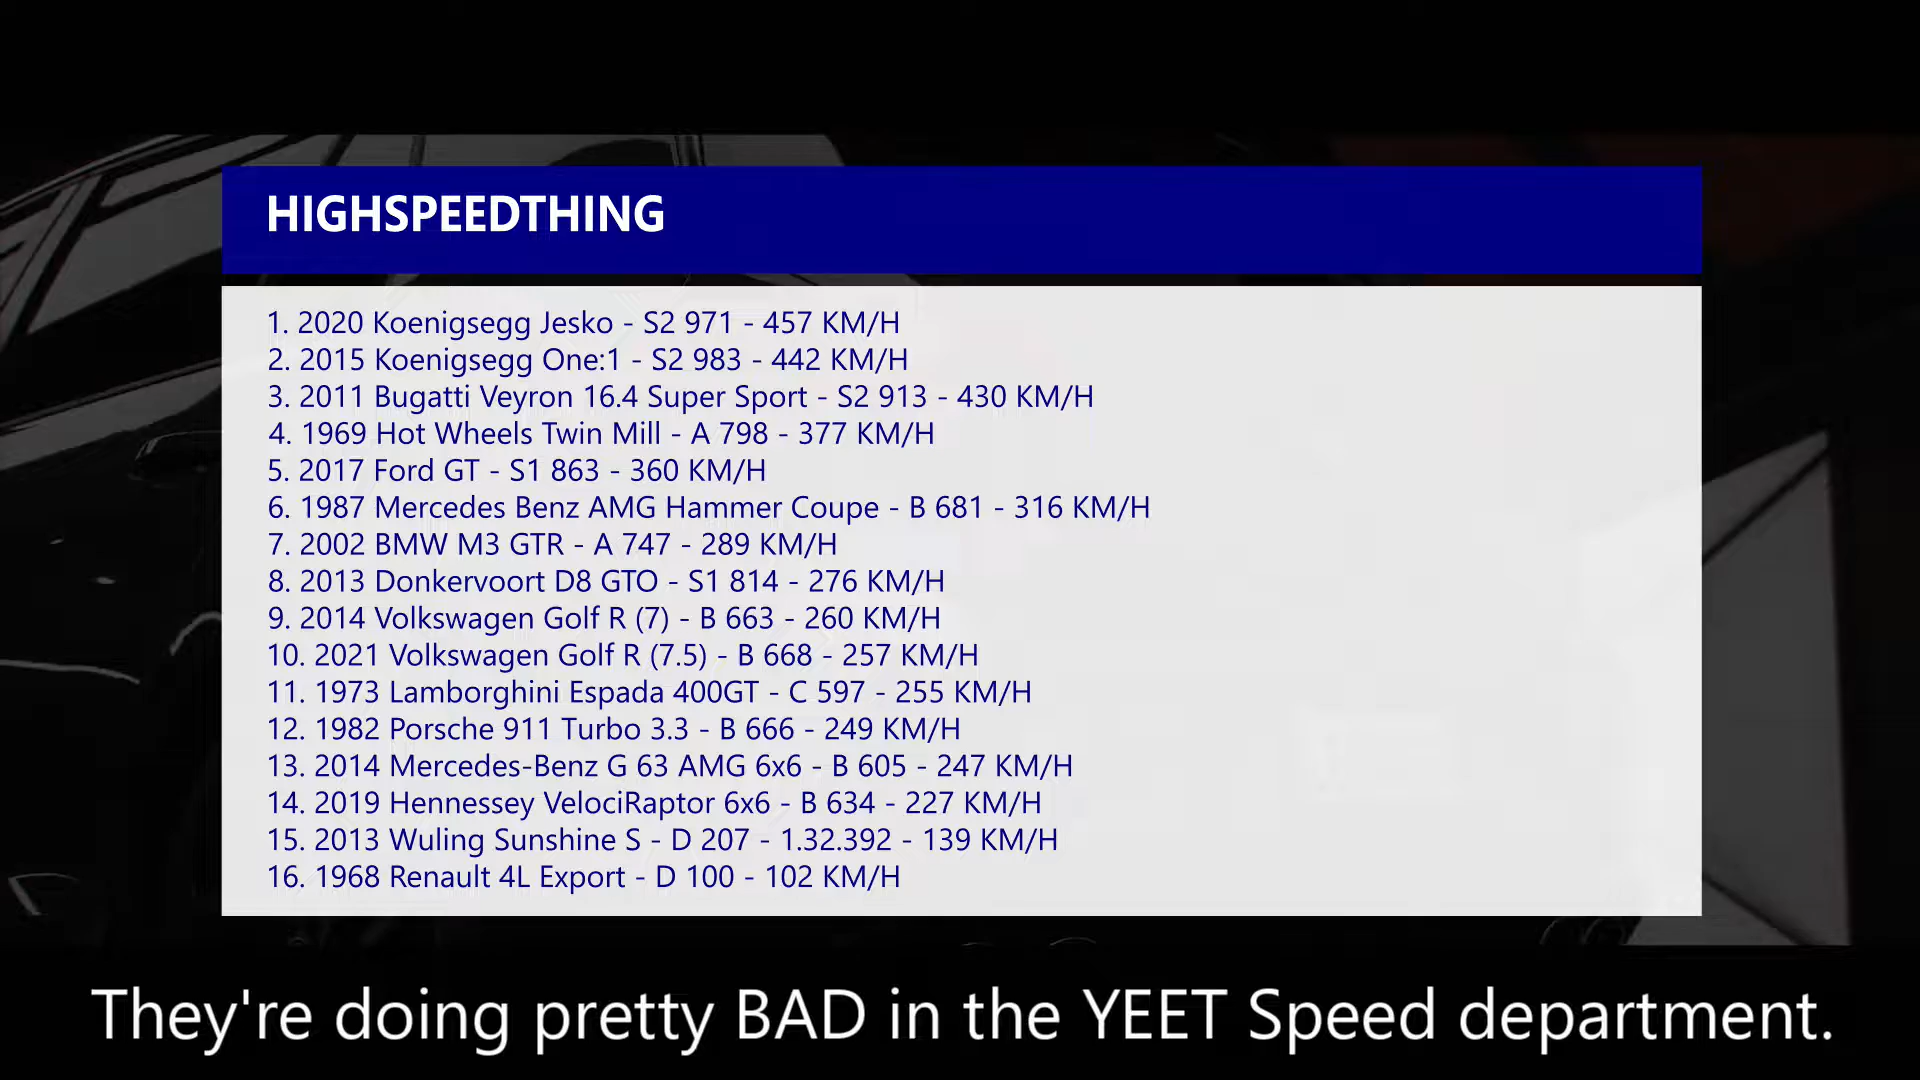 HIGHSPEEDTHING
1. 2020 Koenigsegg Jesko - S2 971 - 457 KM/H
2. 2015 Koenigsegg One:1 - S2 983 - 442 KM/H
3. 2011 Bugatti Veyron 16.4 Super Sport - S2 913 - 430 KM/H
4. 1969 Hot Wheels Twin Mill - A 798 - 377 KM/H
5. 2017 Ford GT - S1 863 - 360 KM/H
6. 1987 Mercedes Benz AMG Hammer Coupe - B 681 - 316 KM/H
7. 2002 BMW M3 GTR - A 747 - 289 KM/H
8. 2013 Donkervoort D8 GTO - S1 814 - 276 KM/H
9. 2014 Volkswagen Golf R (7) - B 663 - 260 KM/H
10. 2021 Volkswagen Golf R (7.5) - B 668 - 257 KM/H
11. 1973 Lamborghini Espada 400GT - C 597 - 255 KM/H
12. 1982 Porsche 911 Turbo 3.3 - B 666 - 249 KM/H
13. 2014 Mercedes-Benz G 63 AMG 6x6 - B 605 - 247 KM/H
14. 2019 Hennessey VelociRaptor 6x6 - B 634 - 227 KM/H
15. 2013 Wuling Sunshine S - D 207 - 1.32.392 - 139 KM/H
16. 1968 Renault 4L Export - D 100 - 102 KM/H
They're doing pretty BAD in the YEET Speed department.